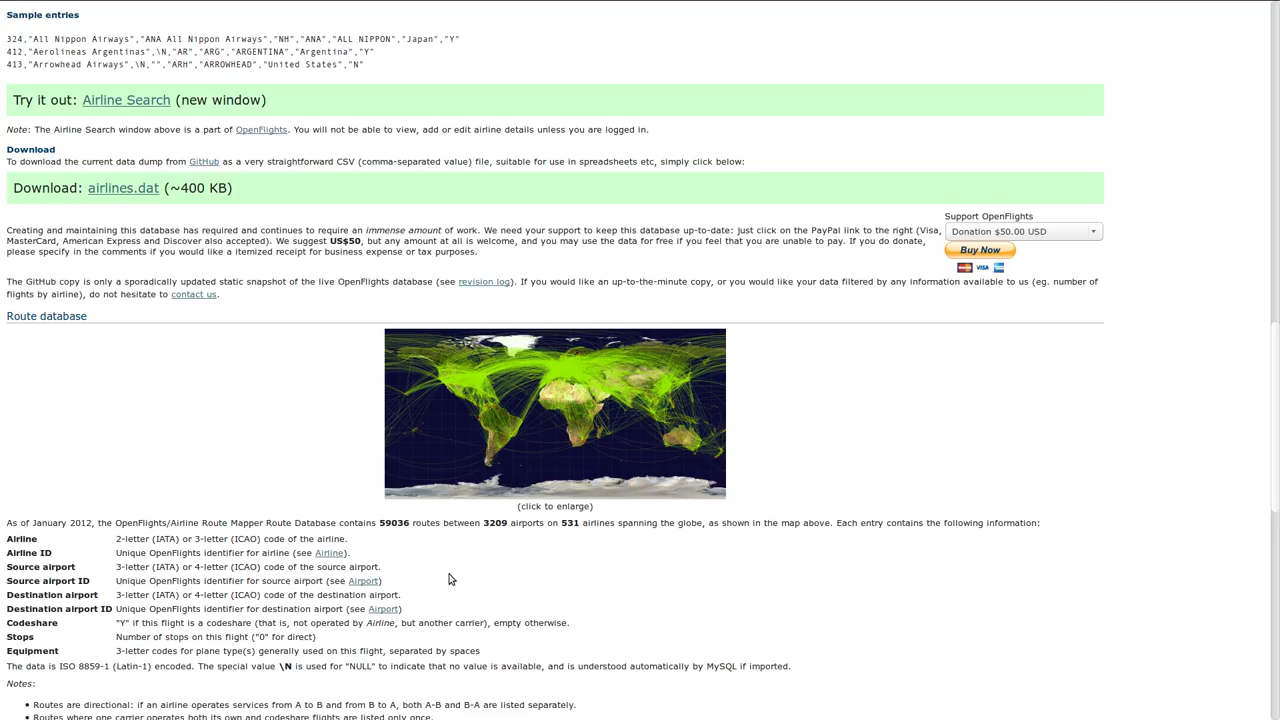 Sample entries
324,"All Nippon Airways","ANA All Nippon Airways","NH","ANA","ALL NIPPON","Japan","Y"
412,"Aerolineas Argentinas",\N,"AR","ARG","ARGENTINA","Argentina","Y"
413,"Arrowhead Airways",\N,"","ARH","ARROWHEAD","United States","N"
Try it out: Airline Search (new window)
Note: The Airline Search window above is a part of OpenFlights. You will not be able to view, add or edit airline details unless you are logged in.
Download
To download the current data dump from GitHub as a very straightforward CSV (comma-separated value) file, suitable for use in spreadsheets etc, simply click below:
Download: airlines.dat (~400 KB)
Creating and maintaining this database has required and continues to require an immense amount of work. We need your support to keep this database up-to-date: just click on the PayPal link to the right (Visa,
MasterCard, American Express and Discover also accepted). We suggest US$50, but any amount at all is welcome, and you may use the data for free if you feel that you are unable to pay. If you do donate,
please specify in the comments if you would like a itemized receipt for business expense or tax purposes.
Support OpenFlights
Donation $50.00 USD
Buy Now
VISA
The GitHub copy is only a sporadically updated static snapshot of the live OpenFlights database (see revision log). If you would like an up-to-the-minute copy, or you would like your data filtered by any information available to us (eg. number of
flights by airline), do not hesitate to contact us.
Route database
(click to enlarge)
As of January 2012, the OpenFlights/Airline Route Mapper Route Database contains 59036 routes between 3209 airports on 531 airlines spanning the globe, as shown in the map above. Each entry contains the following information:
Airline 2-letter (IATA) or 3-letter (ICAO) code of the airline.
Airline ID Unique OpenFlights identifier for airline (see Airline).
Source airport 3-letter (IATA) or 4-letter (ICAO) code of the source airport.
Source airport ID Unique OpenFlights identifier for source airport (see Airport)
Destination airport 3-letter (IATA) or 4-letter (ICAO) code of the destination airport.
Destination airport ID Unique OpenFlights identifier for destination airport (see Airport)
Codeshare "Y" if this flight is a codeshare (that is, not operated by Airline, but another carrier), empty otherwise.
Stops Number of stops on this flight ("0" for direct)
Equipment 3-letter codes for plane type(s) generally used on this flight, separated by spaces
The data is ISO 8859-1 (Latin-1) encoded. The special value \N is used for "NULL" to indicate that no value is available, and is understood automatically by MySQL if imported.
Notes:
• Routes are directional: if an airline operates services from A to B and from B to A, both A-B and B-A are listed separately.
• Routes where one carrier operates both its own and codeshare flights are listed only once.